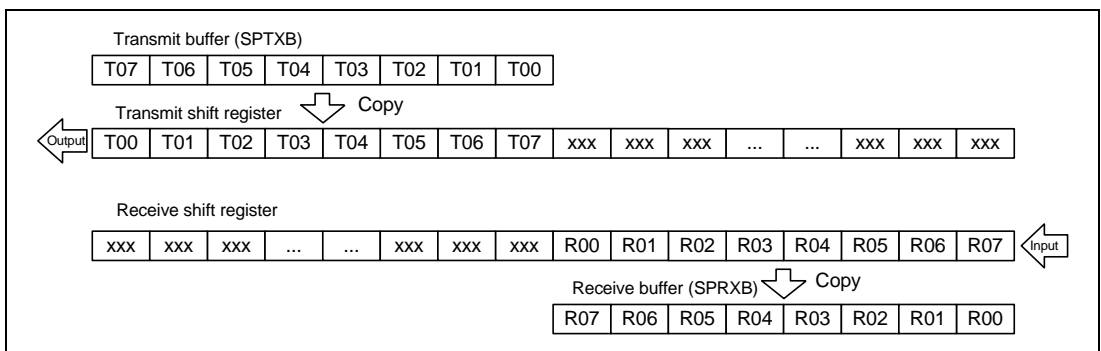 Transmit buffer (SPTXB)
T07 T06 T05 T04 T03 T02 T01 T00
Copy
Transmit shift register
Output T00 T01 T02 T03 T04 T05 T06 T07 xxx xxx xxx ... ... xxx xxx xxx
Receive shift register
xxx xxx xxx ... ... xxx xxx xxx R00 R01 R02 R03 R04 R05 R06 R07 Input
Receive buffer (SPRXB) Copy
R07 R06 R05 R04 R03 R02 R01 R00